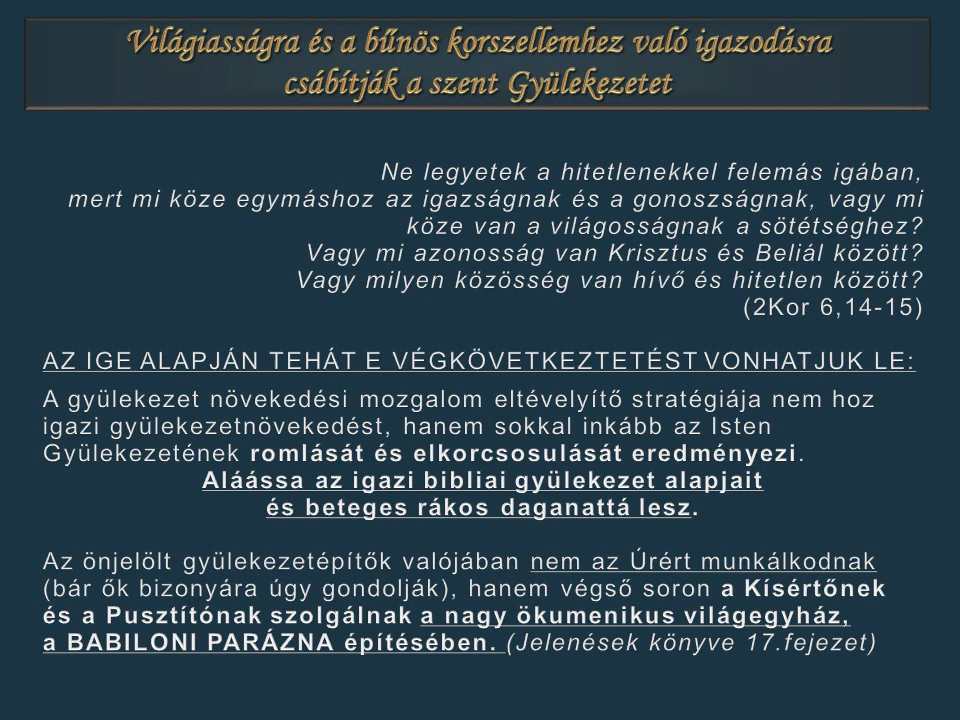 Világiasságra és a bűnös korszellemhez való igazodásra
csábítják a szent Gyülekezetet
Ne legyetek a hitetlenekkel felemás igában,
mert mi köze egymáshoz az igazságnak és a gonoszságnak, vagy mi
köze van a világosságnak a sötétséghez?
Vagy mi azonosság van Krisztus és Beliál között?
Vagy milyen közösség van hívő és hitetlen között?
(2Kor 6,14-15)
AZ IGE ALAPJÁN TEHÁT E VÉGKÖVETKEZTETÉST VONHATJUK LE:
A gyülekezet növekedési mozgalom eltévelyítő stratégiája nem hoz
igazi gyülekezetnövekedést, hanem sokkal inkább az Isten
Gyülekezetének romlását és elkorcsosulását eredményezi.
Aláássa az igazi bibliai gyülekezet alapjait
és beteges rákos daganattá lesz.
Az önjelölt gyülekezetépítők valójában nem az Úrért munkálkodnak
(bár ők bizonyára úgy gondolják), hanem végső soron a Kísértőnek
és a Pusztítónak szolgálnak a nagy ökumenikus világegyház,
a BABILONI PARÁZNA építésében. (Jelenések könyve 17.fejezet)